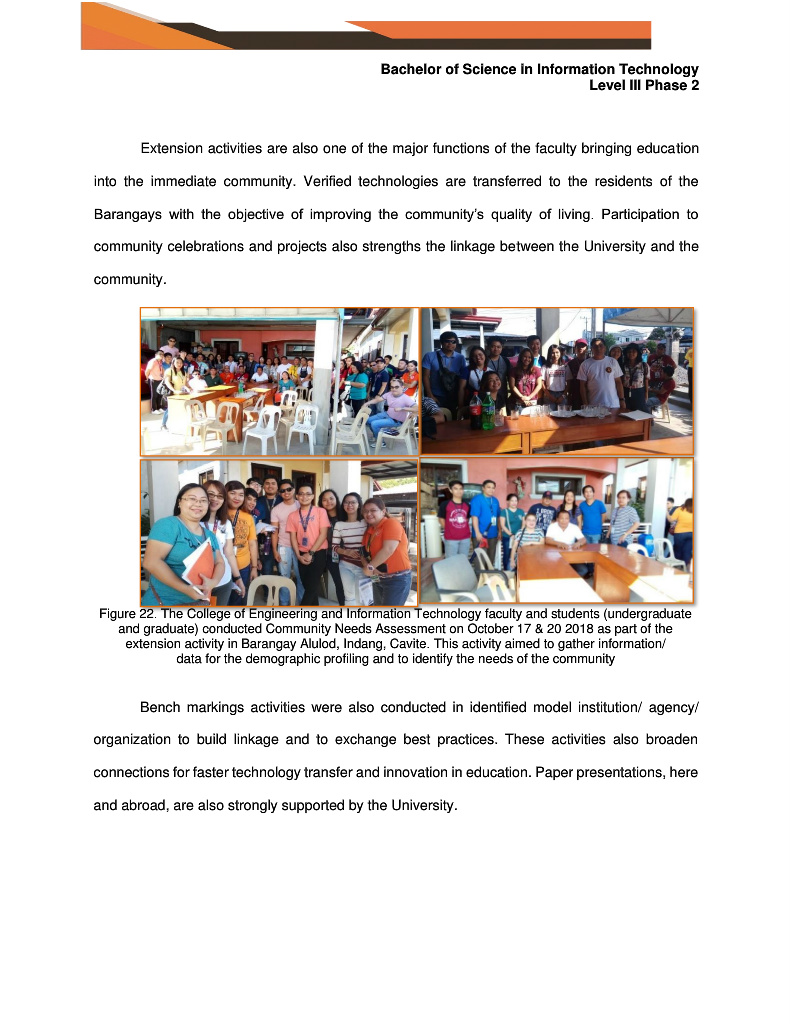 Bachelor of Science in Information Technology
Level III Phase 2
Extension activities are also one of the major functions of the faculty bringing education
into the immediate community. Verified technologies are transferred to the residents of the
Barangays with the objective of improving the community's quality of living. Participation to
community celebrations and projects also strengths the linkage between the University and the
community.
Figure 22. The College of Engineering and Information Technology faculty and students (undergraduate
and graduate) conducted Community Needs Assessment on October 17 & 20 2018 as part of the
extension activity in Barangay Alulod, Indang, Cavite. This activity aimed to gather information/
data for the demographic profiling and to identify the needs of the community
Bench markings activities were also conducted in identified model institution/ agency/
organization to build linkage and to exchange best practices. These activities also broaden
connections for faster technology transfer and innovation in education. Paper presentations, here
and abroad, are also strongly supported by the University.